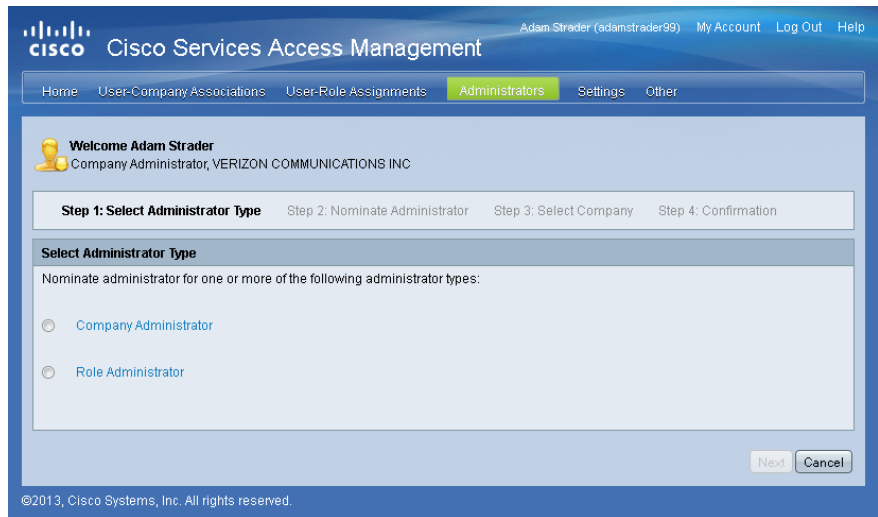 Adam Strader (adamstrader99) My Account Log Out Help
cisco Cisco Services Access Management
Home User-Company Associations User-Role Assignments Administrators Settings Other
Welcome Adam Strader
Company Administrator, VERIZON COMMUNICATIONS INC
Step 1: Select Administrator Type Step 2: Nominate Administrator Step 3: Select Company Step 4: Confirmation
Select Administrator Type
Nominate administrator for one or more of the following administrator types:
Company Administrator
Role Administrator
Next Cancel
©2013, Cisco Systems, Inc. All rights reserved.